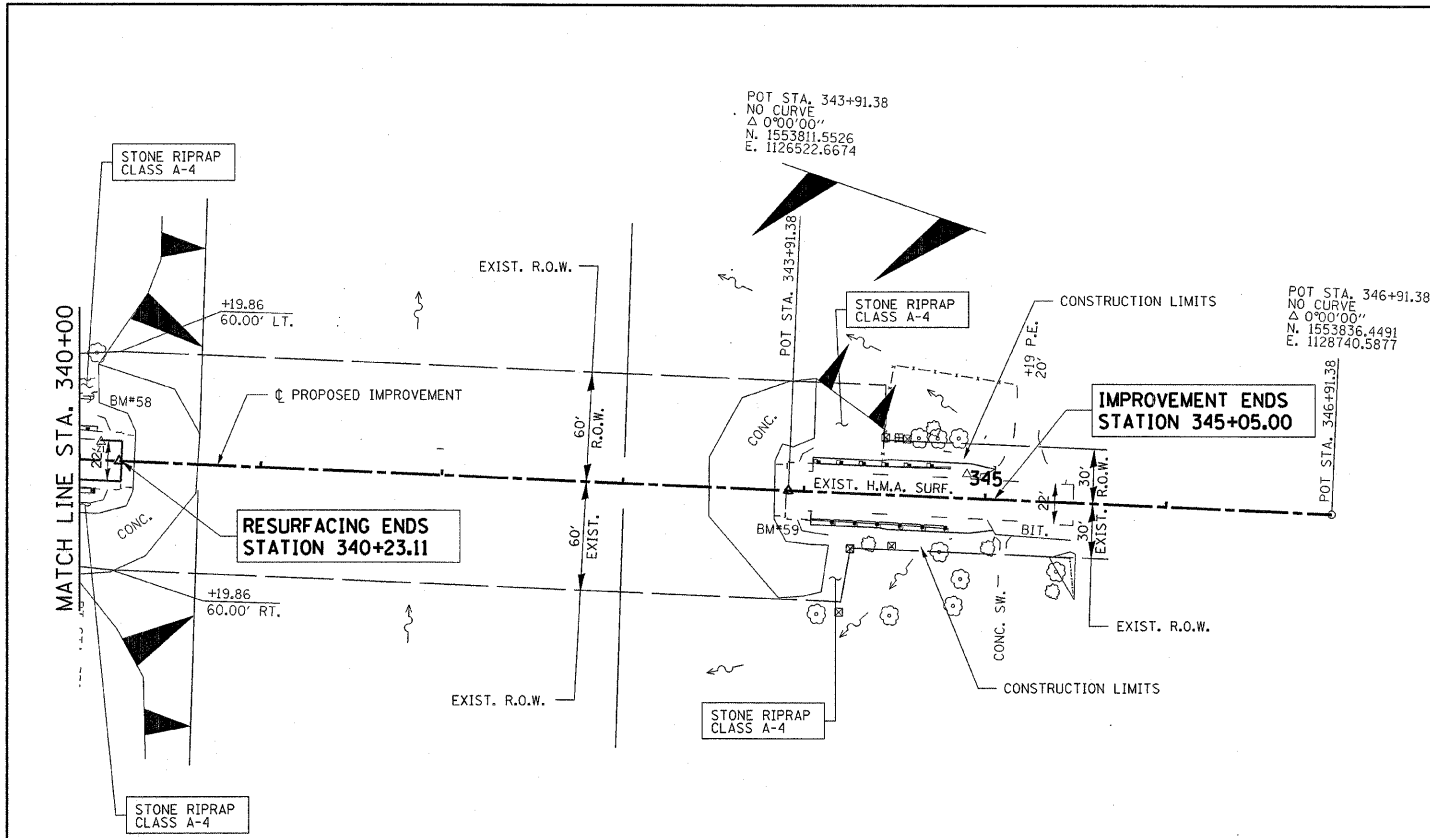 POT STA. 343+91.38
NO CURVE
△ 0°00'00"
N. 1553811.5526
E. 1126522.6674
STONE RIPRAP
CLASS A-4
EXIST. R.O.W.
POT STA. 343+91.38
STONE RIPRAP
CLASS A-4
CONSTRUCTION LIMITS
POT STA. 346+91.38
NO CURVE
△ 0°00'00"
N. 1553836.4491
E. 1128740.5877
+19.86
60.00' LT.
+19 P.E.
20'
MATCH LINE STA. 340+00
BM#58
℄ PROPOSED IMPROVEMENT
60'
R.O.W.
CONC.
IMPROVEMENT ENDS
STATION 345+05.00
POT STA. 346+91.38
22'
EXIST. H.M.A. SURF.
345
30'
R.O.W.
22'
CONC.
RESURFACING ENDS
STATION 340+23.11
60'
EXIST.
BM#59
BIT.
30'
EXIST.
+19.86
60.00' RT.
CONC. SW.
EXIST. R.O.W.
EXIST. R.O.W.
CONSTRUCTION LIMITS
STONE RIPRAP
CLASS A-4
STONE RIPRAP
CLASS A-4